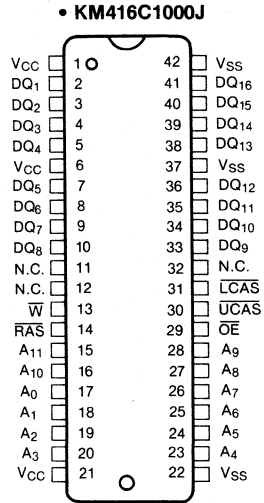 • KM416C1000J
VCC 1 42 VSS
DQ1 2 41 DQ16
DQ2 3 40 DQ15
DQ3 4 39 DQ14
DQ4 5 38 DQ13
VCC 6 37 VSS
DQ5 7 36 DQ12
DQ6 8 35 DQ11
DQ7 9 34 DQ10
DQ8 10 33 DQ9
N.C. 11 32 N.C.
N.C. 12 31 L̅C̅A̅S̅
W̅ 13 30 U̅C̅A̅S̅
R̅A̅S̅ 14 29 O̅E̅
A11 15 28 A9
A10 16 27 A8
A0 17 26 A7
A1 18 25 A6
A2 19 24 A5
A3 20 23 A4
VCC 21 22 VSS